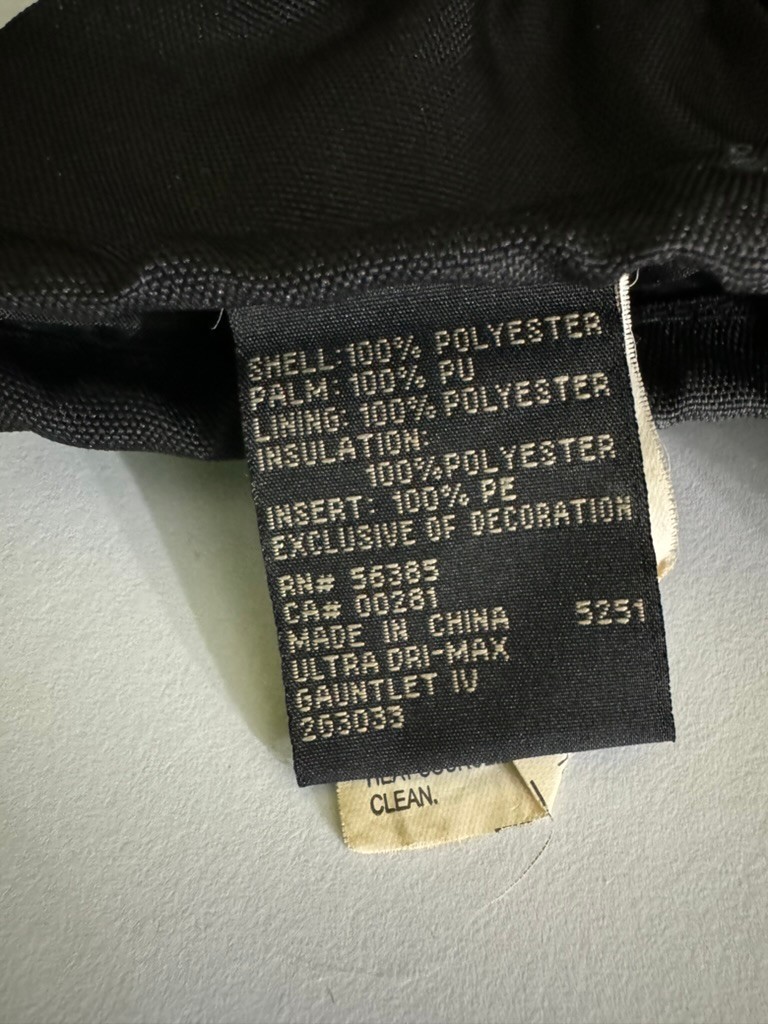 SHELL:100% POLYESTER
PALM: 100% PU
LINING: 100% POLYESTER
INSULATION:
100%POLYESTER
INSERT: 100% PE
EXCLUSIVE OF DECORATION
RN# 56385
CA# 00281
MADE IN CHINA 5251
ULTRA DRI-MAX
GAUNTLET IV
203033
CLEAN.